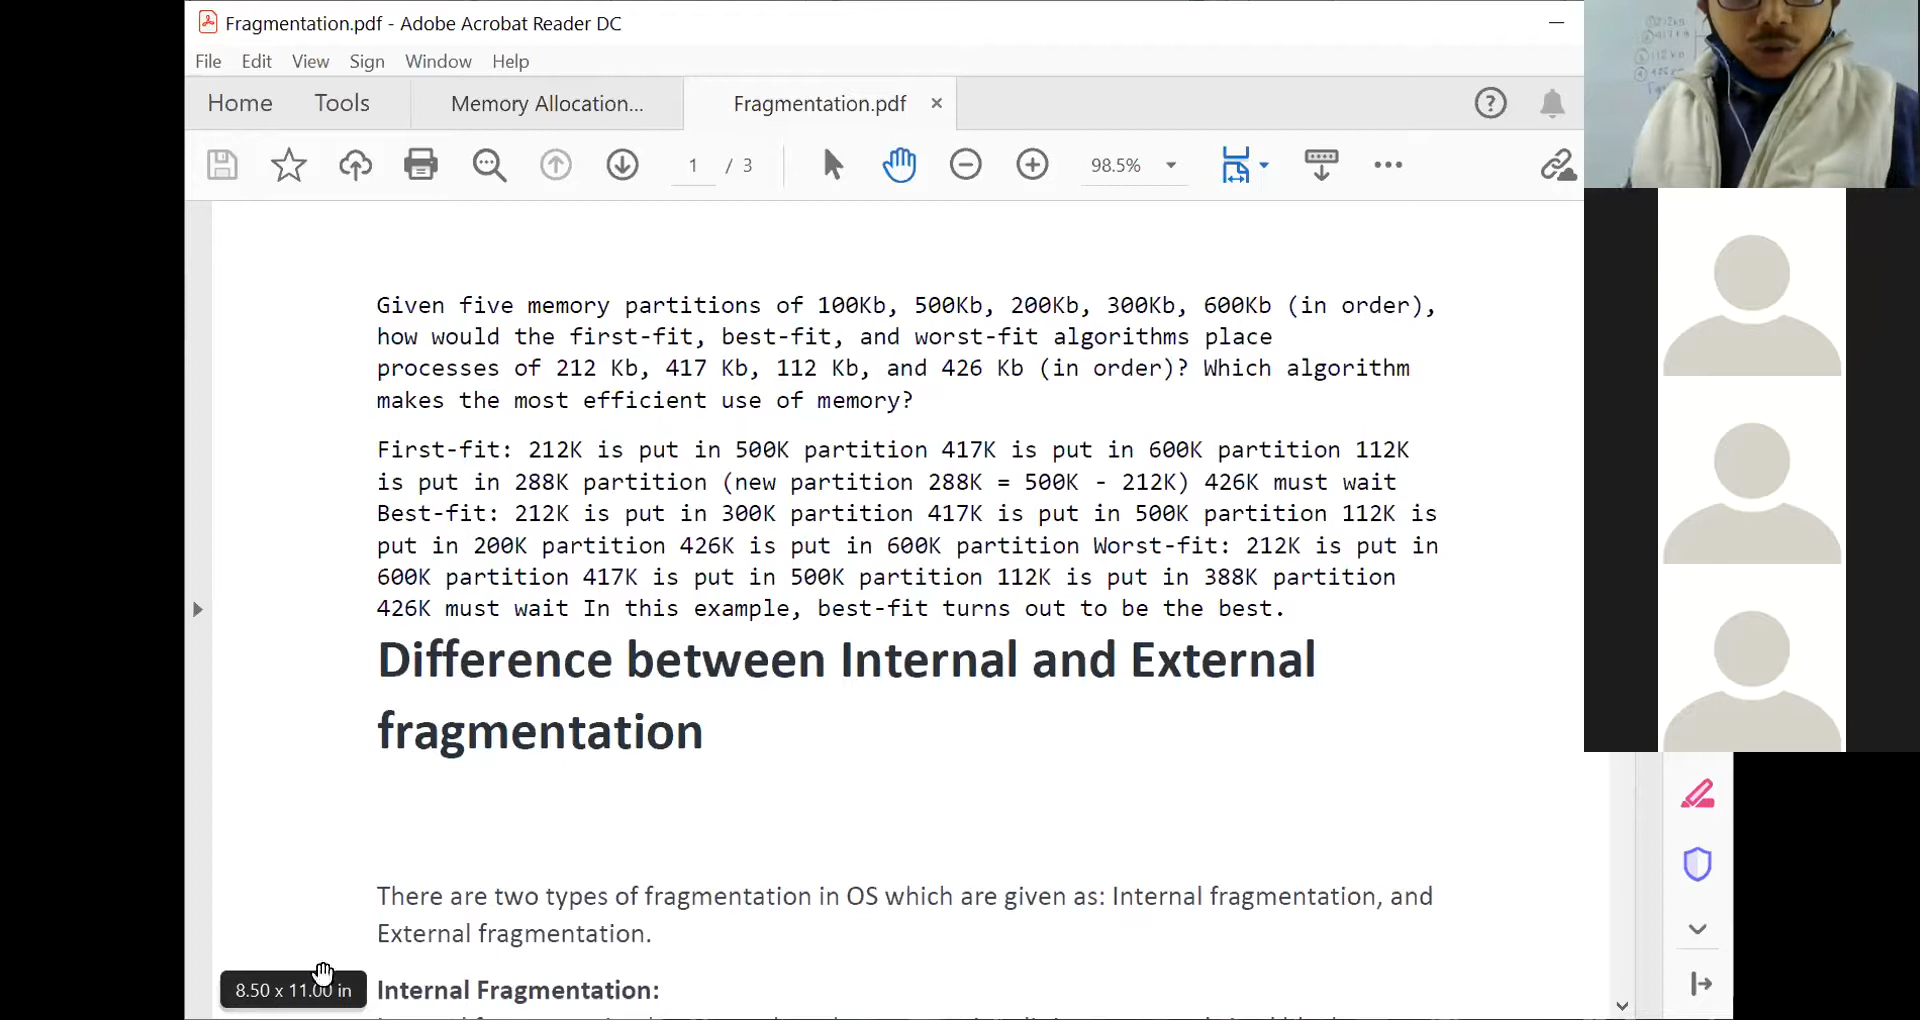 Fragmentation.pdf - Adobe Acrobat Reader DC
File Edit View Sign Window Help
Home Tools Memory Allocation... Fragmentation.pdf ×
1 / 3 98.5%
Given five memory partitions of 100Kb, 500Kb, 200Kb, 300Kb, 600Kb (in order),
how would the first-fit, best-fit, and worst-fit algorithms place
processes of 212 Kb, 417 Kb, 112 Kb, and 426 Kb (in order)? Which algorithm
makes the most efficient use of memory?
First-fit: 212K is put in 500K partition 417K is put in 600K partition 112K
is put in 288K partition (new partition 288K = 500K - 212K) 426K must wait
Best-fit: 212K is put in 300K partition 417K is put in 500K partition 112K is
put in 200K partition 426K is put in 600K partition Worst-fit: 212K is put in
600K partition 417K is put in 500K partition 112K is put in 388K partition
426K must wait In this example, best-fit turns out to be the best.
Difference between Internal and External
fragmentation
There are two types of fragmentation in OS which are given as: Internal fragmentation, and
External fragmentation.
8.50 x 11.00 in
Internal Fragmentation: